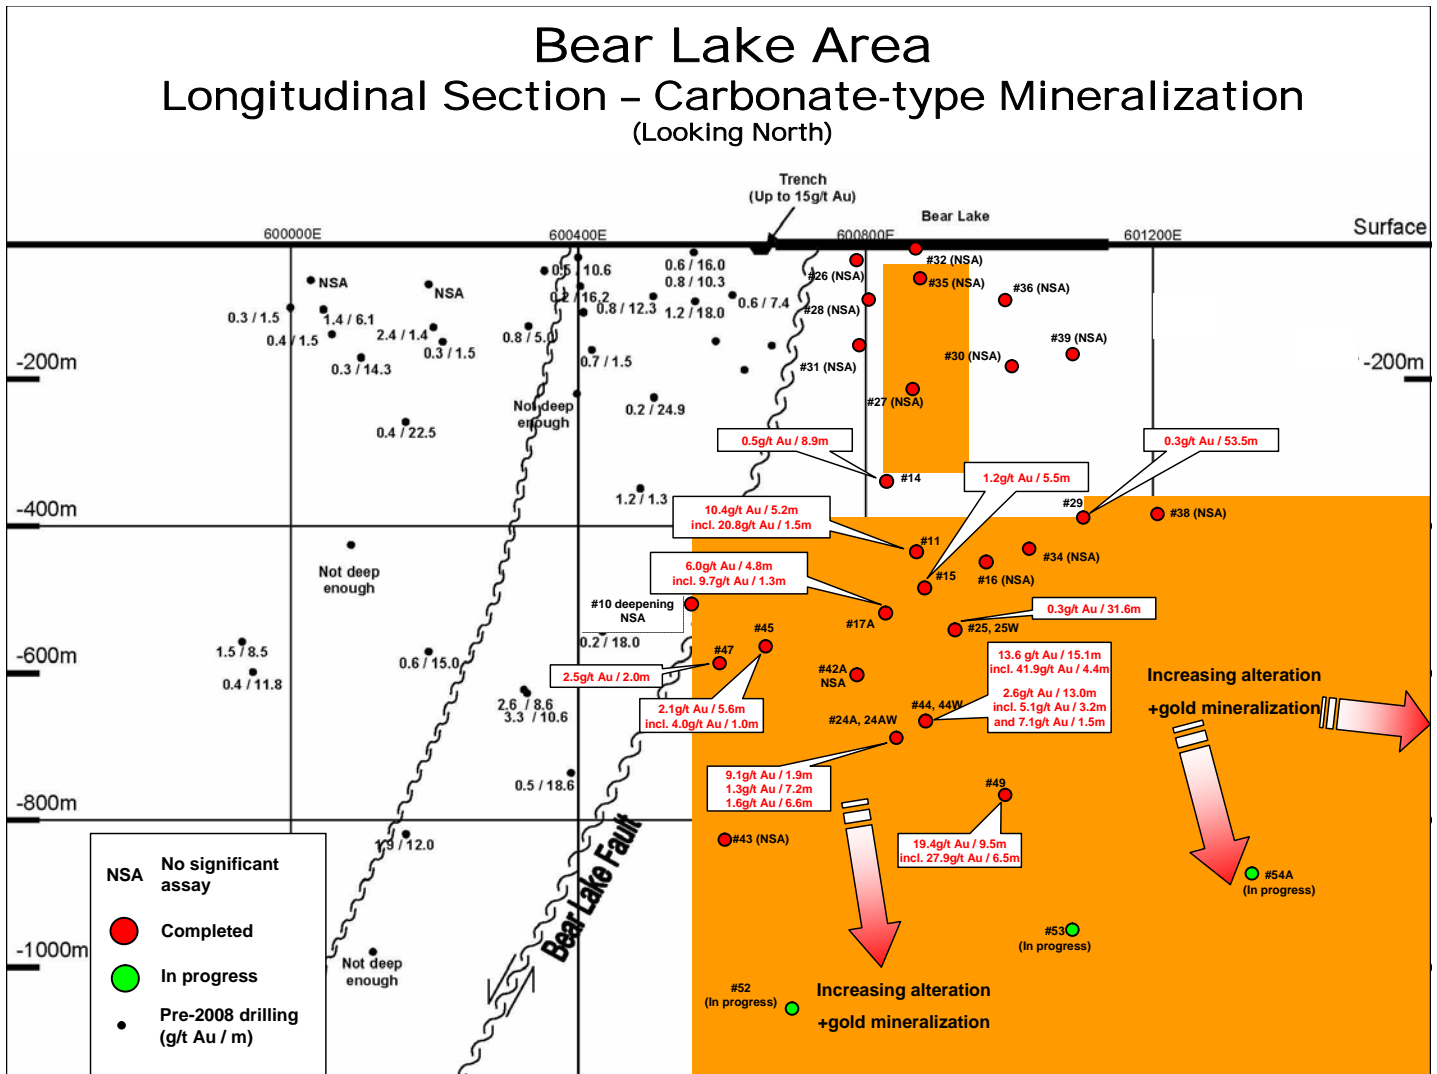 Bear Lake Area
Longitudinal Section – Carbonate-type Mineralization
(Looking North)
Trench
(Up to 15g/t Au)
Bear Lake
Surface
600000E
600400E
600800E
601200E
#32 (NSA)
#26 (NSA)
#35 (NSA)
#36 (NSA)
#28 (NSA)
#39 (NSA)
#30 (NSA)
#31 (NSA)
#27 (NSA)
NSA
NSA
0.5 / 10.6
0.6 / 16.0
0.8 / 10.3
0.2 / 16.2
0.8 / 12.3
1.2 / 18.0
0.6 / 7.4
0.3 / 1.5
1.4 / 6.1
0.4 / 1.5
2.4 / 1.4
0.3 / 1.5
0.8 / 5.0
0.7 / 1.5
0.3 / 14.3
-200m
-200m
Not deep
enough
0.2 / 24.9
0.4 / 22.5
0.5g/t Au / 8.9m
0.3g/t Au / 53.5m
#14
1.2g/t Au / 5.5m
1.2 / 1.3
-400m
10.4g/t Au / 5.2m
incl. 20.8g/t Au / 1.5m
#29
#38 (NSA)
#11
#34 (NSA)
#16 (NSA)
#15
Not deep
enough
6.0g/t Au / 4.8m
incl. 9.7g/t Au / 1.3m
#10 deepening
NSA
#17A
0.3g/t Au / 31.6m
#25, 25W
#45
0.2 / 18.0
#47
1.5 / 8.5
0.6 / 15.0
-600m
0.4 / 11.8
2.5g/t Au / 2.0m
#42A
NSA
13.6 g/t Au / 15.1m
incl. 41.9g/t Au / 4.4m
2.6g/t Au / 13.0m
incl. 5.1g/t Au / 3.2m
and 7.1g/t Au / 1.5m
Increasing alteration
+gold mineralization
2.6 / 8.6
3.3 / 10.6
2.1g/t Au / 5.6m
incl. 4.0g/t Au / 1.0m
#44, 44W
#24A, 24AW
0.5 / 18.6
9.1g/t Au / 1.9m
1.3g/t Au / 7.2m
1.6g/t Au / 6.6m
#49
-800m
1.9 / 12.0
#43 (NSA)
19.4g/t Au / 9.5m
incl. 27.9g/t Au / 6.5m
Bear Lake Fault
#54A
(In progress)
#53
(In progress)
-1000m
Not deep
enough
#52
(In progress)
Increasing alteration
+gold mineralization
NSA
No significant
assay
Completed
In progress
Pre-2008 drilling
(g/t Au / m)